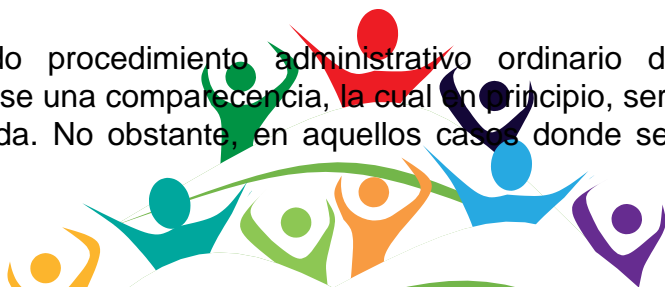 lo procedimiento administrativo ordinario d
se una comparecencia, la cual en principio, ser
da. No obstante, en aquellos casos donde se